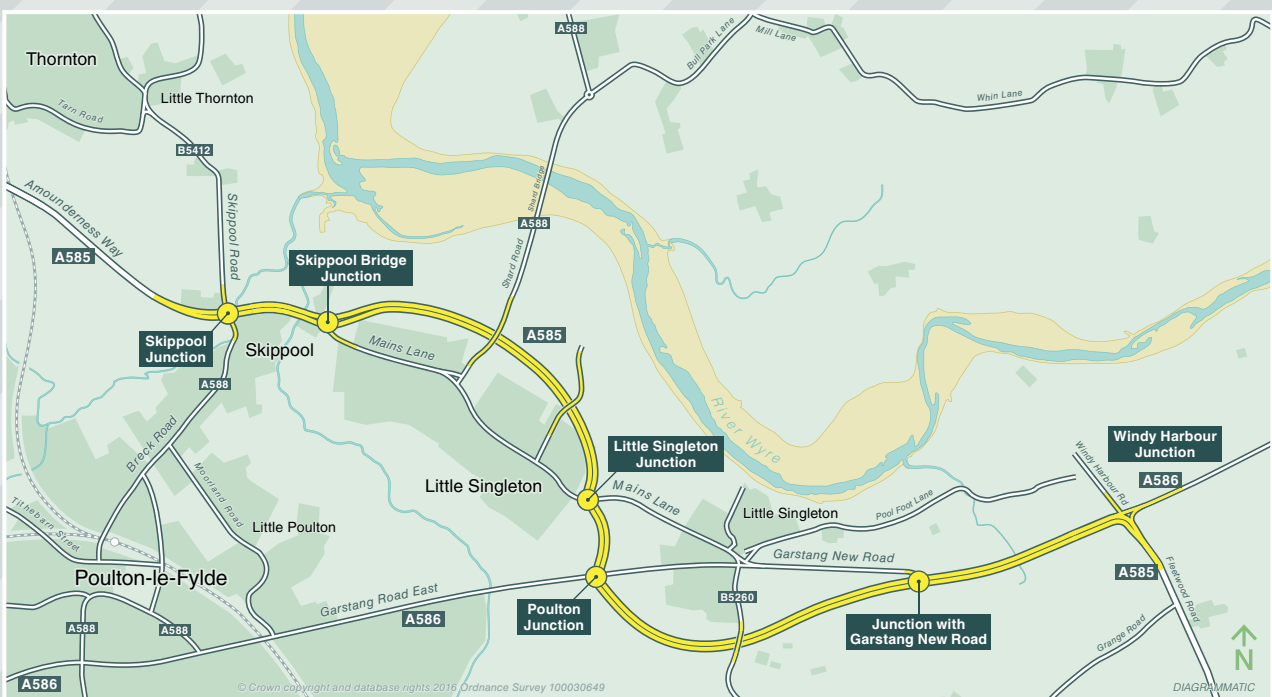 A588
Bull Park Lane
Mill Lane
Thornton
Little Thornton
Tarn Road
Whin Lane
B5412
Amounderness Way
Skippool Road
Shard Bridge
A588
A585
Skippool Bridge
Junction
Shard Road
Skippool
Junction
Skippool
Mains Lane
A585
A588
River Wyre
Breck Road
Little Singleton
Junction
Windy Harbour
Junction
Windy Harbour Rd
A586
Moorland Road
Little Singleton
Mains Lane
Little Singleton
Pool Foot Lane
Tithebarn Street
Little Poulton
Garstang New Road
Poulton-le-Fylde
A585
Fleetwood Road
Garstang Road East
A586
B5260
Poulton
Junction
Junction with
Garstang New Road
A588
A588
Grange Road
N
A586
© Crown copyright and database rights 2016 Ordnance Survey 100030649
DIAGRAMMATIC